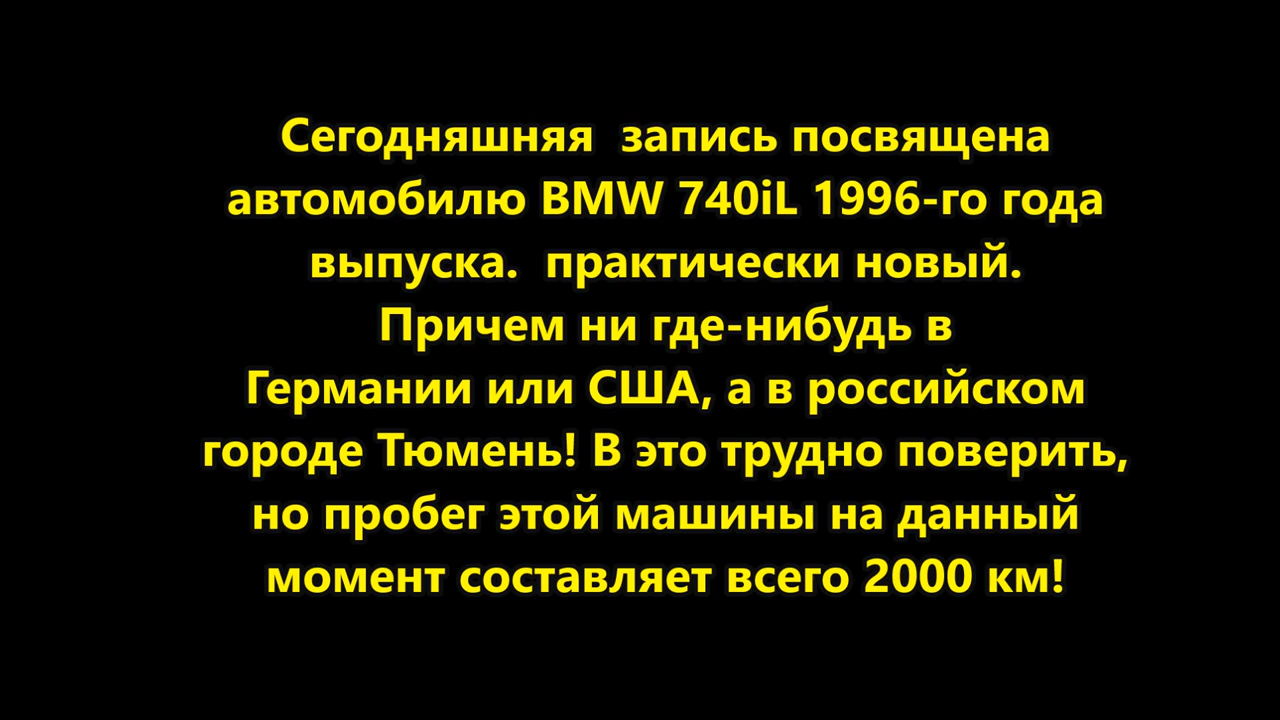 Сегодняшняя  запись посвящена
автомобилю BMW 740iL 1996-го года
выпуска.  практически новый.
Причем ни где-нибудь в
Германии или США, а в российском
городе Тюмень! В это трудно поверить,
но пробег этой машины на данный
момент составляет всего 2000 км!